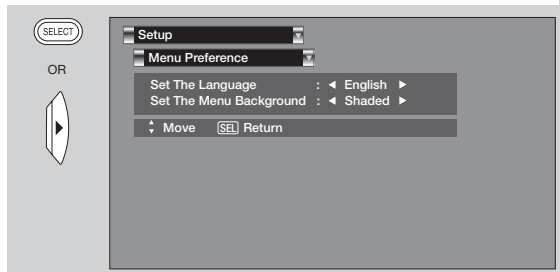 SELECT
OR
Setup
Menu Preference
Set The Language : ◀ English ▶
Set The Menu Background : ◀ Shaded ▶
Move SEL Return